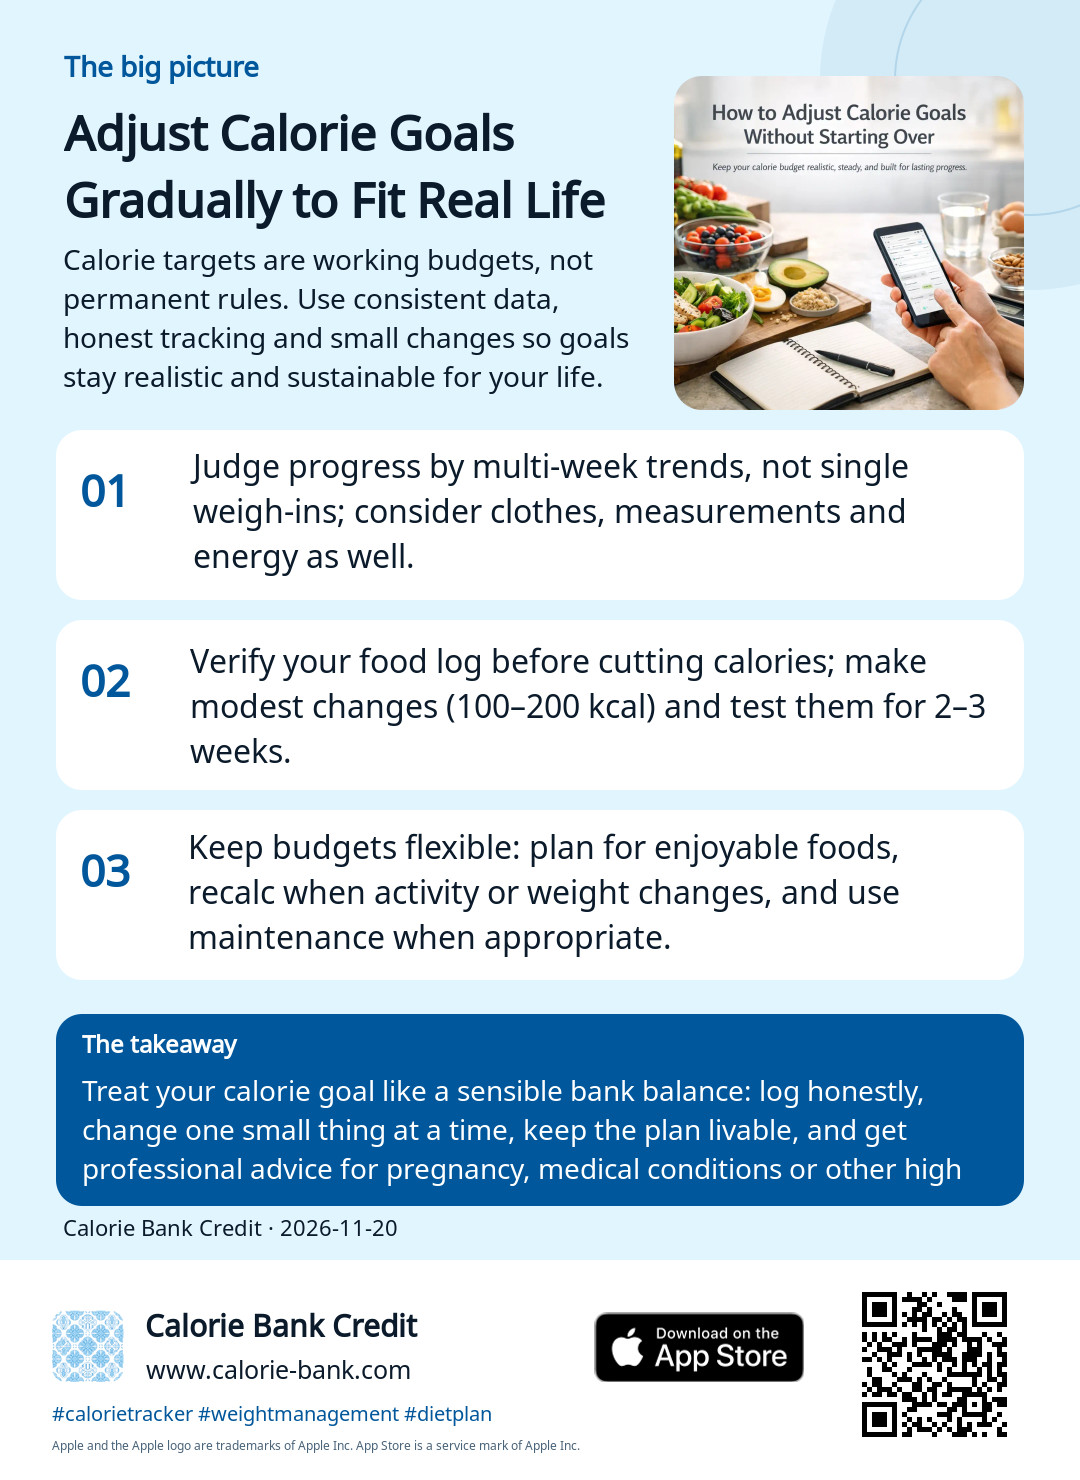 The big picture
Adjust Calorie Goals
Gradually to Fit Real Life
Calorie targets are working budgets, not
permanent rules. Use consistent data,
honest tracking and small changes so goals
stay realistic and sustainable for your life.
How to Adjust Calorie Goals
Without Starting Over
Keep your calorie budget realistic, steady, and built for lasting progress.
01
Judge progress by multi-week trends, not single
weigh-ins; consider clothes, measurements and
energy as well.
02
Verify your food log before cutting calories; make
modest changes (100–200 kcal) and test them for 2–3
weeks.
03
Keep budgets flexible: plan for enjoyable foods,
recalc when activity or weight changes, and use
maintenance when appropriate.
The takeaway
Treat your calorie goal like a sensible bank balance: log honestly,
change one small thing at a time, keep the plan livable, and get
professional advice for pregnancy, medical conditions or other high
Calorie Bank Credit · 2026-11-20
Calorie Bank Credit
www.calorie-bank.com
Download on the
App Store
#calorietracker #weightmanagement #dietplan
Apple and the Apple logo are trademarks of Apple Inc. App Store is a service mark of Apple Inc.